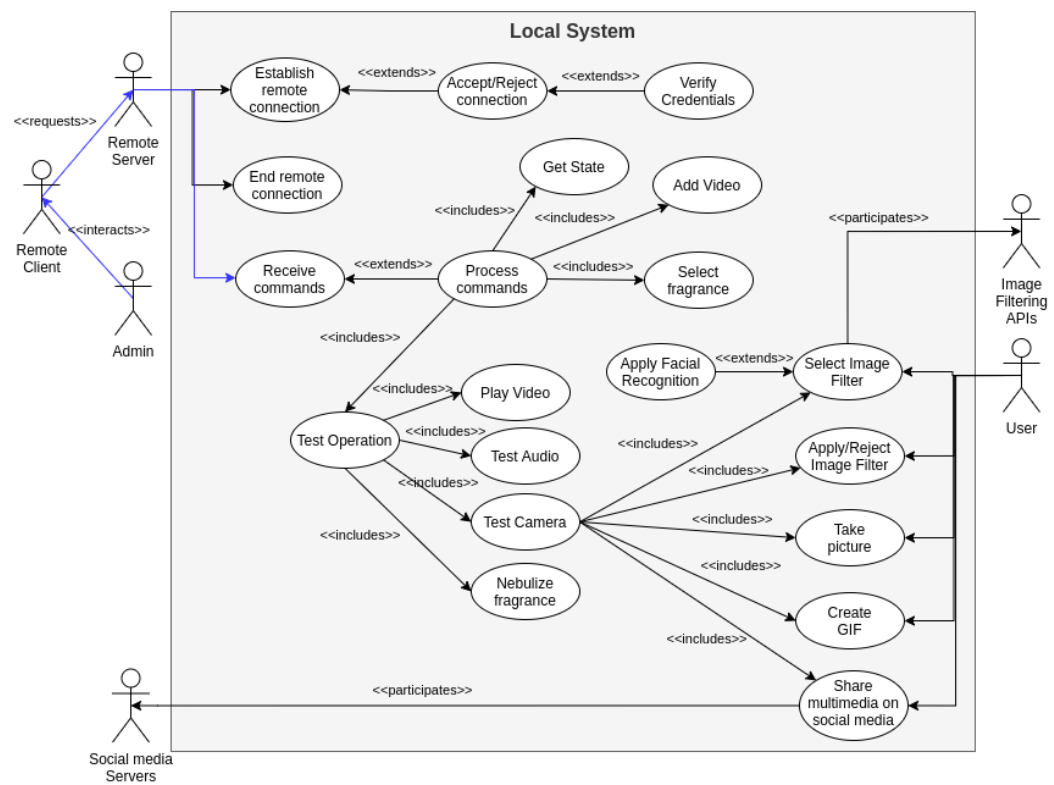 Local System
Establish
remote
connection
<<extends>>
Accept/Reject
connection
<<extends>>
Verify
Credentials
<<requests>>
Remote
Server
End remote
connection
Get State
Add Video
<<includes>>
<<includes>>
<<participates>>
Remote
Client
<<interacts>>
Receive
commands
<<extends>>
Process
commands
<<includes>>
Select
fragrance
Image
Filtering
APIs
Admin
<<includes>>
Apply Facial
Recognition
<<extends>>
Select Image
Filter
User
<<includes>>
Play Video
Test Operation
<<includes>>
Test Audio
<<includes>>
Apply/Reject
Image Filter
<<includes>>
<<includes>>
Test Camera
<<includes>>
Take
picture
<<includes>>
<<includes>>
Nebulize
fragrance
Create
GIF
<<includes>>
Share
multimedia on
social media
<<participates>>
Social media
Servers